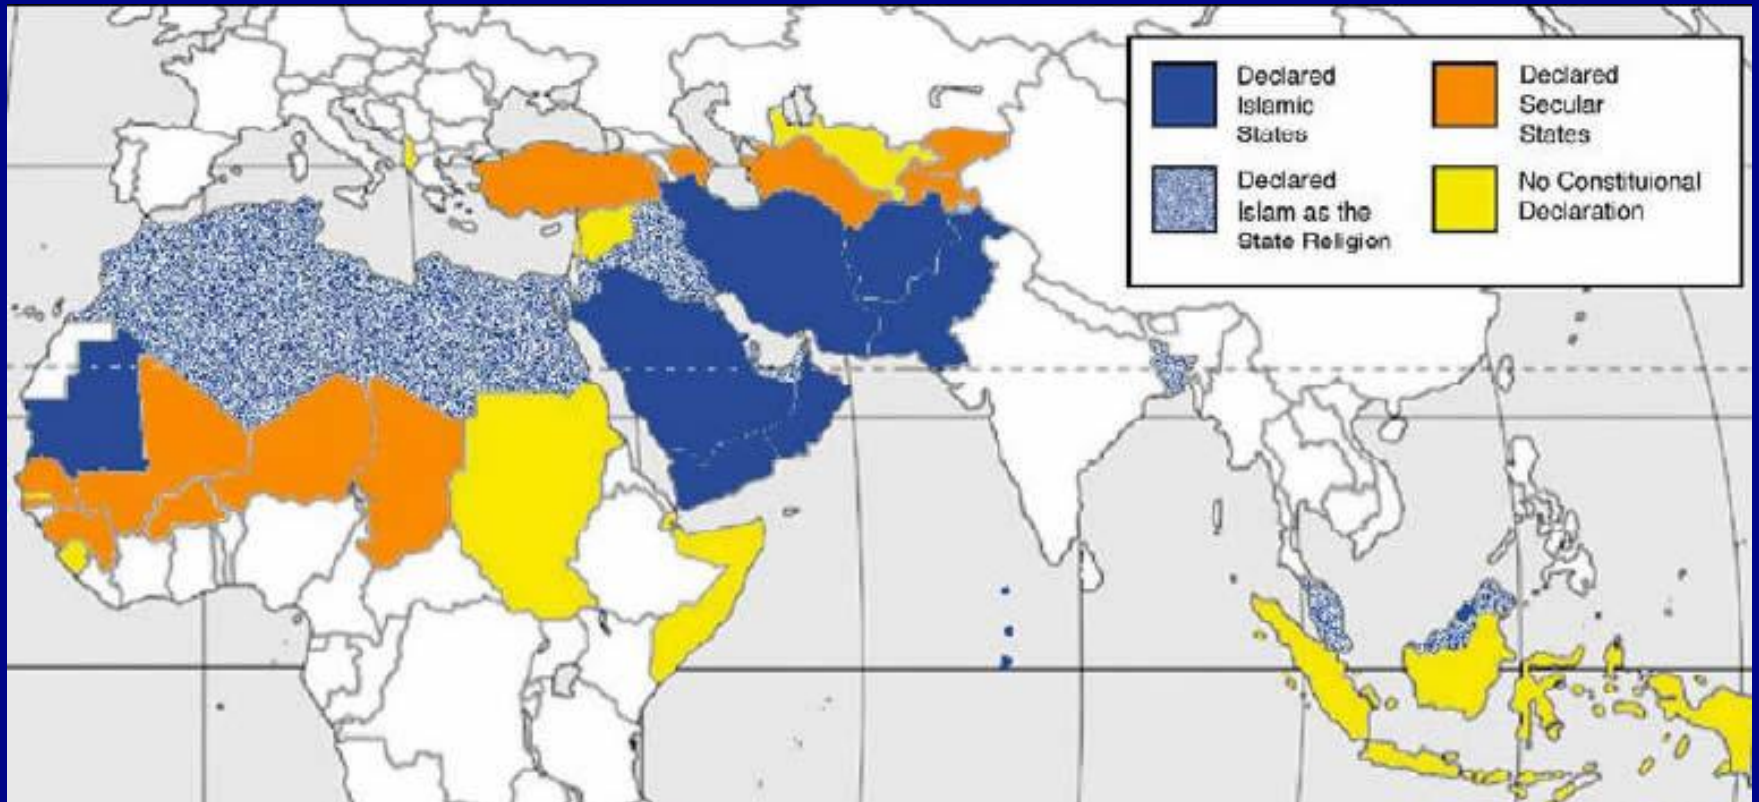 Declared
Islamic
States
Declared
Islam as the
State Religion
Declared
Secular
States
No Constituional
Declaration